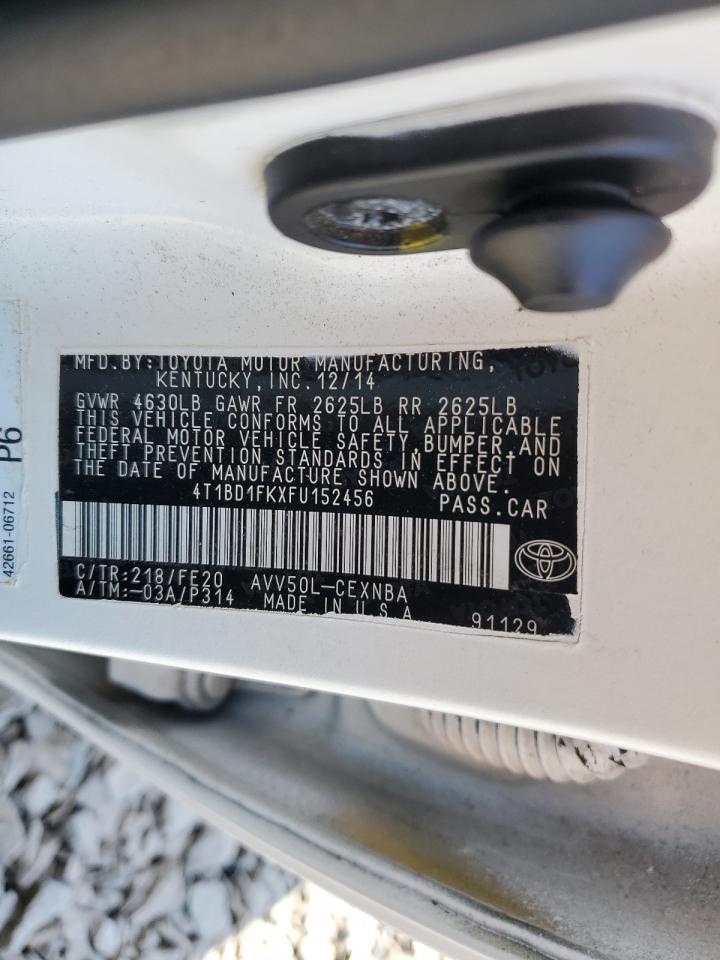 MFD.BY:TOYOTA MOTOR MANUFACTURING,
KENTUCKY,INC.12/14
GVWR 4630LB GAWR FR 2625LB RR 2625LB
THIS VEHICLE CONFORMS TO ALL APPLICABLE
FEDERAL MOTOR VEHICLE SAFETY,BUMPER,AND
THEFT PREVENTION STANDARDS IN EFFECT ON
THE DATE OF MANUFACTURE SHOWN ABOVE.
4T1BD1FKXFU152456 PASS.CAR
C/TR:218/FE20 AVV50L-CEXNBA
A/TM:-03A/P314 MADE IN U.S.A
91129
P6
42661-06712